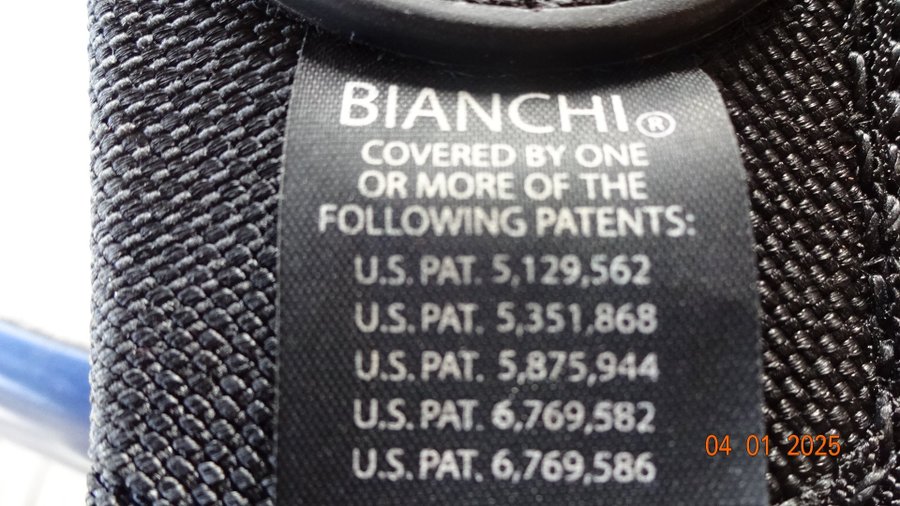 BIANCHI®
COVERED BY ONE
OR MORE OF THE
FOLLOWING PATENTS:
U.S. PAT. 5,129,562
U.S. PAT. 5,351,868
U.S. PAT. 5,875,944
U.S. PAT. 6,769,582
U.S. PAT. 6,769,586
04 01 2025